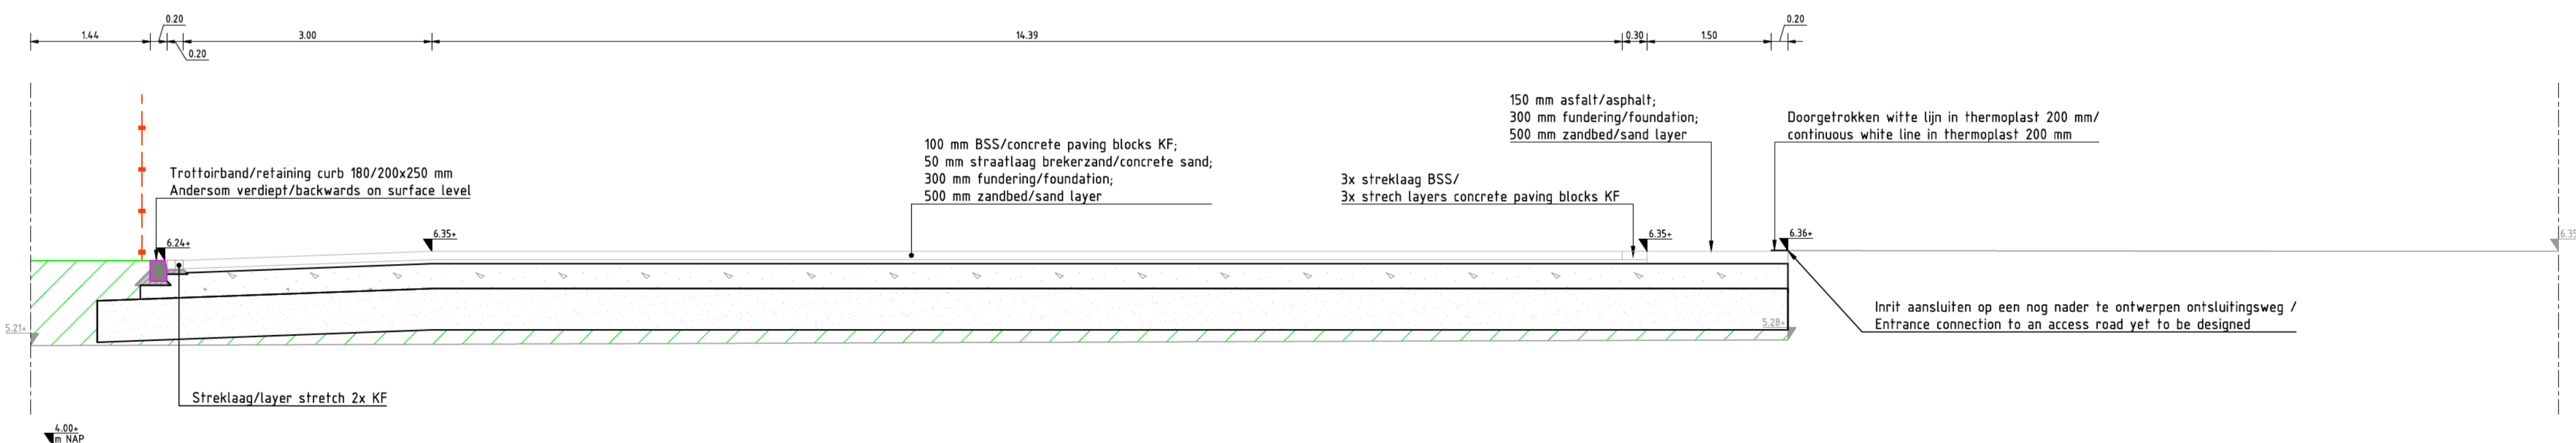 0.20
1.44
3.00
0.20
14.39
0.30
1.50
0.20
150 mm asfalt/asphalt;
300 mm fundering/foundation;
500 mm zandbed/sand layer
Doorgetrokken witte lijn in thermoplast 200 mm/
continuous white line in thermoplast 200 mm
100 mm BSS/concrete paving blocks KF;
50 mm straatlaag brekerzand/concrete sand;
300 mm fundering/foundation;
500 mm zandbed/sand layer
Trottoirband/retaining curb 180/200x250 mm
Andersom verdiept/backwards on surface level
3x streklaag BSS/
3x strech layers concrete paving blocks KF
6.24+
6.35+
6.35+
6.36+
6.35
Inrit aansluiten op een nog nader te ontwerpen ontsluitingsweg /
Entrance connection to an access road yet to be designed
5.21+
5.28+
Streklaag/layer stretch 2x KF
4.00+
m NAP